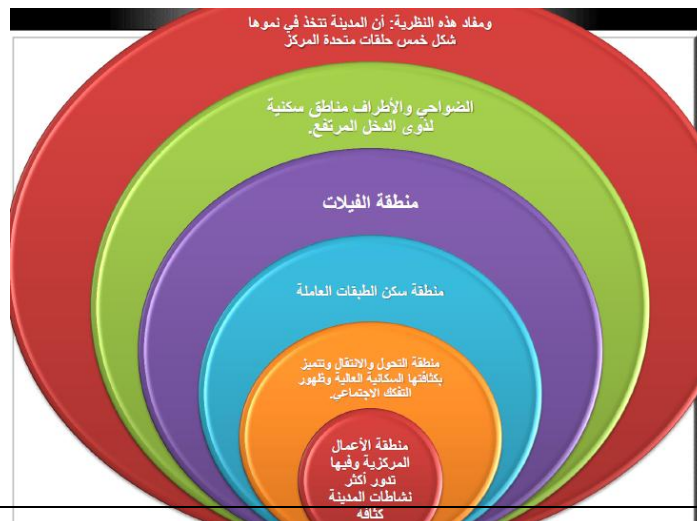 ومفاد هذه النظرية: أن المدينة تتخذ في نموها
شكل خمس حلقات متحدة المركز
الضواحي والأطراف مناطق سكنية
لذوى الدخل المرتفع.
منطقة الفيلات
منطقة سكن الطبقات العاملة
منطقة التحول والانتقال وتتميز
بكثافتها السكانية العالية وظهور
التفكك الاجتماعي.
منطقة الأعمال
المركزية وفيها
تدور أكثر
نشاطات المدينة
كثافه